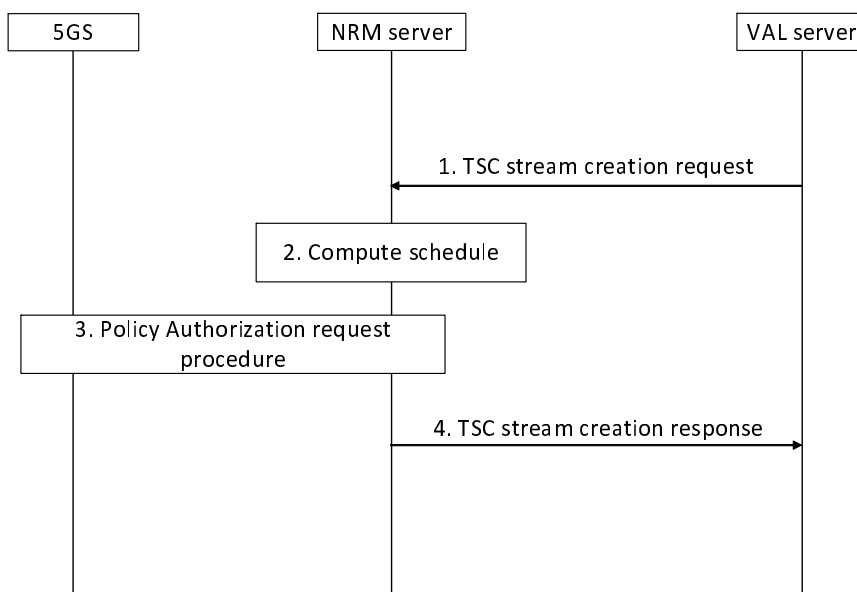 5GS
NRM server
VAL server
1. TSC stream creation request
2. Compute schedule
3. Policy Authorization request
procedure
4. TSC stream creation response